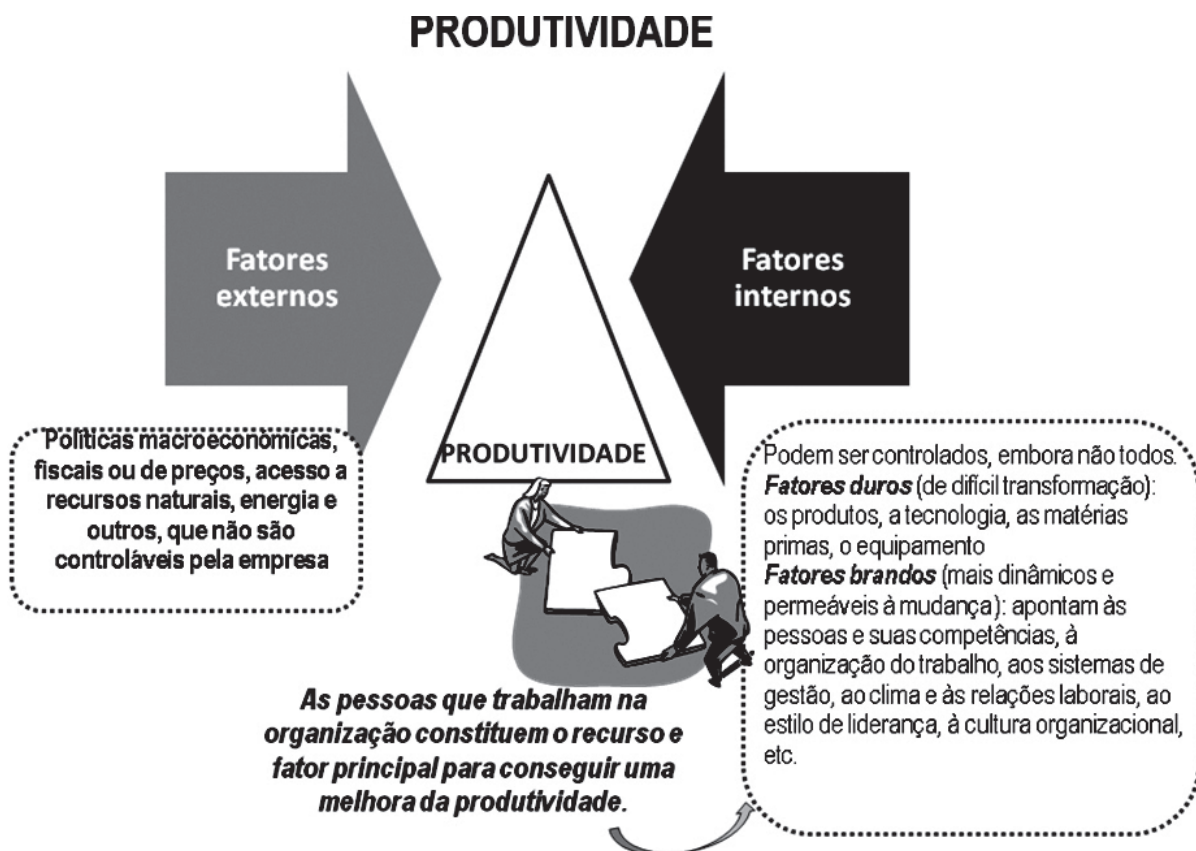 PRODUTIVIDADE
Fatores
externos
Fatores
internos
PRODUTIVIDADE
Políticas macroeconômicas,
fiscais ou de preços, acesso a
recursos naturais, energia e
outros, que não são
controláveis pela empresa
Podem ser controlados, embora não todos.
Fatores duros (de difícil transformação):
os produtos, a tecnologia, as matérias
primas, o equipamento
Fatores brandos (mais dinâmicos e
permeáveis à mudança): apontam às
pessoas e suas competências, à
organização do trabalho, aos sistemas de
gestão, ao clima e às relações laborais, ao
estilo de liderança, à cultura organizacional,
etc.
As pessoas que trabalham na
organização constituem o recurso e
fator principal para conseguir uma
melhora da produtividade.